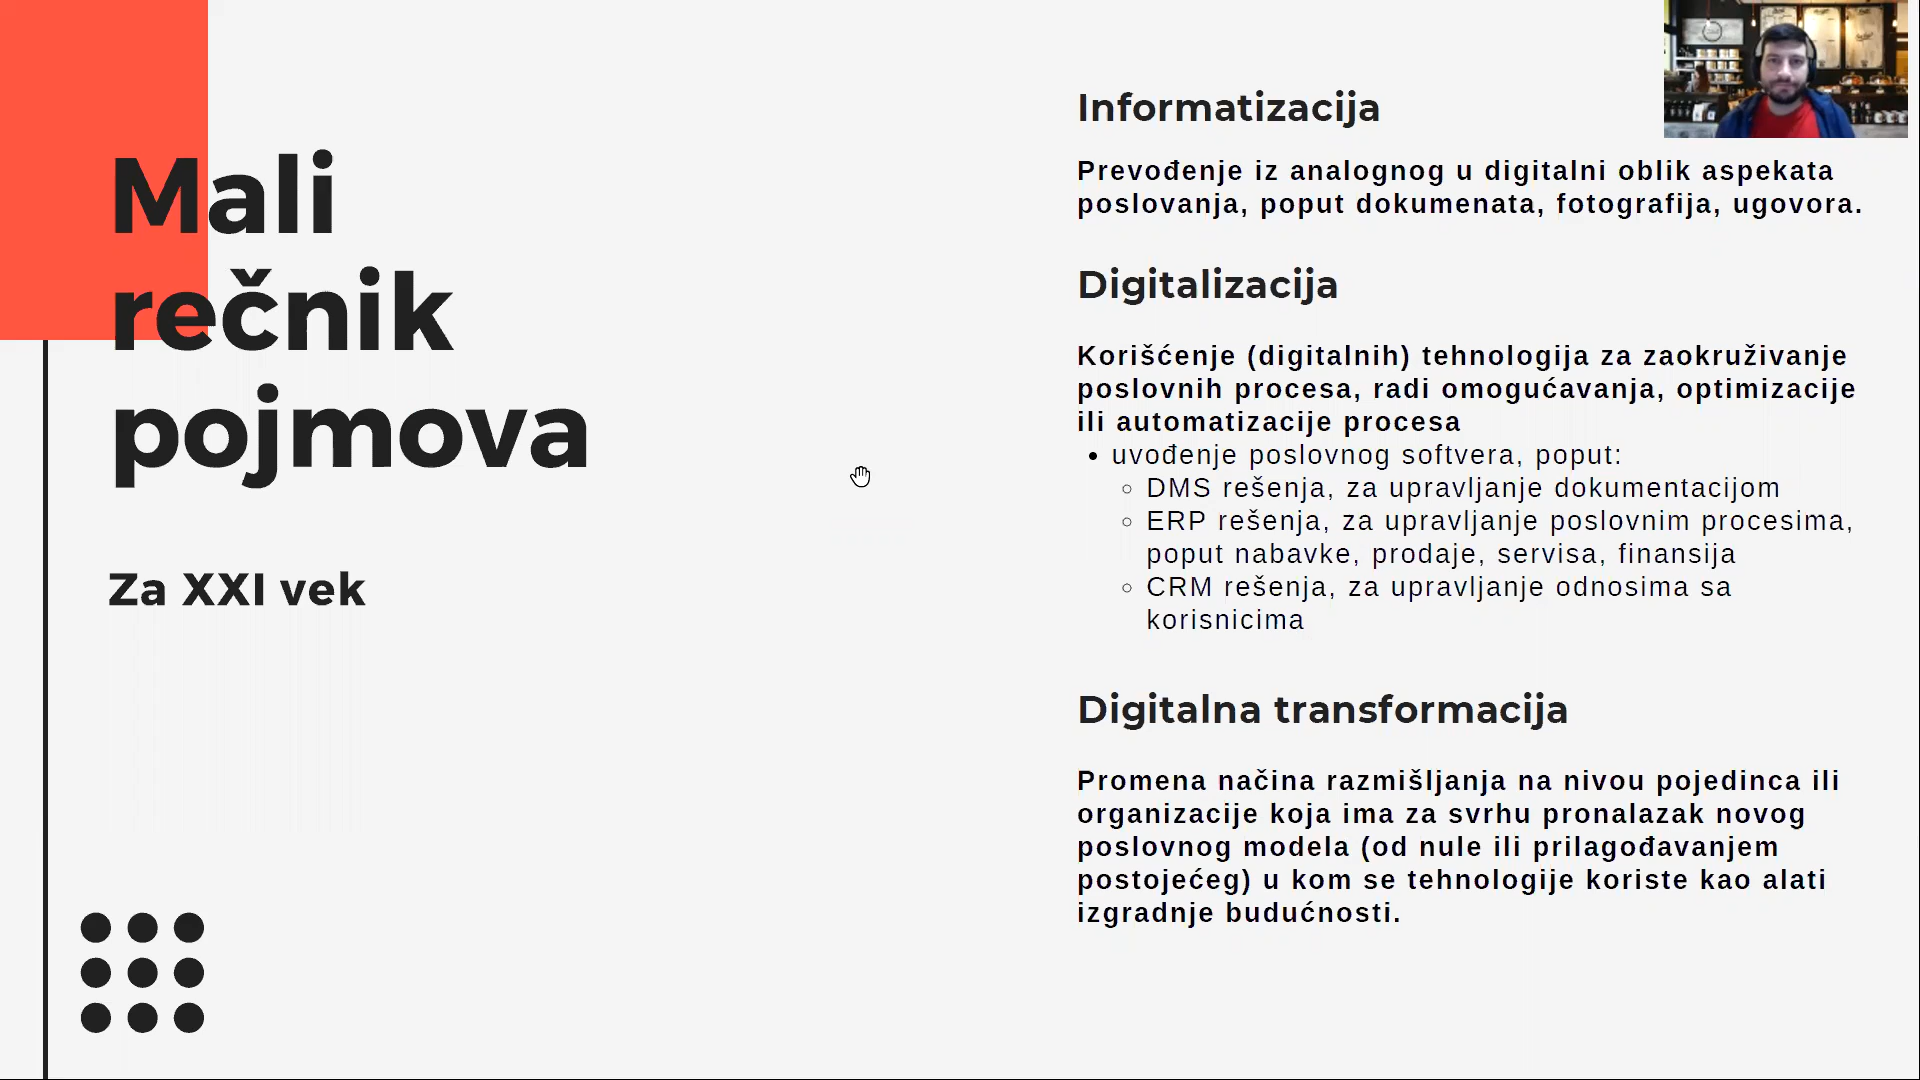 Mali
rečnik
pojmova
Za XXI vek
Informatizacija
Prevođenje iz analognog u digitalni oblik aspekata
poslovanja, poput dokumenata, fotografija, ugovora.
Digitalizacija
Korišćenje (digitalnih) tehnologija za zaokruživanje
poslovnih procesa, radi omogućavanja, optimizacije
ili automatizacije procesa
• uvođenje poslovnog softvera, poput:
○ DMS rešenja, za upravljanje dokumentacijom
○ ERP rešenja, za upravljanje poslovnim procesima,
poput nabavke, prodaje, servisa, finansija
○ CRM rešenja, za upravljanje odnosima sa
korisnicima
Digitalna transformacija
Promena načina razmišljanja na nivou pojedinca ili
organizacije koja ima za svrhu pronalazak novog
poslovnog modela (od nule ili prilagođavanjem
postojećeg) u kom se tehnologije koriste kao alati
izgradnje budućnosti.